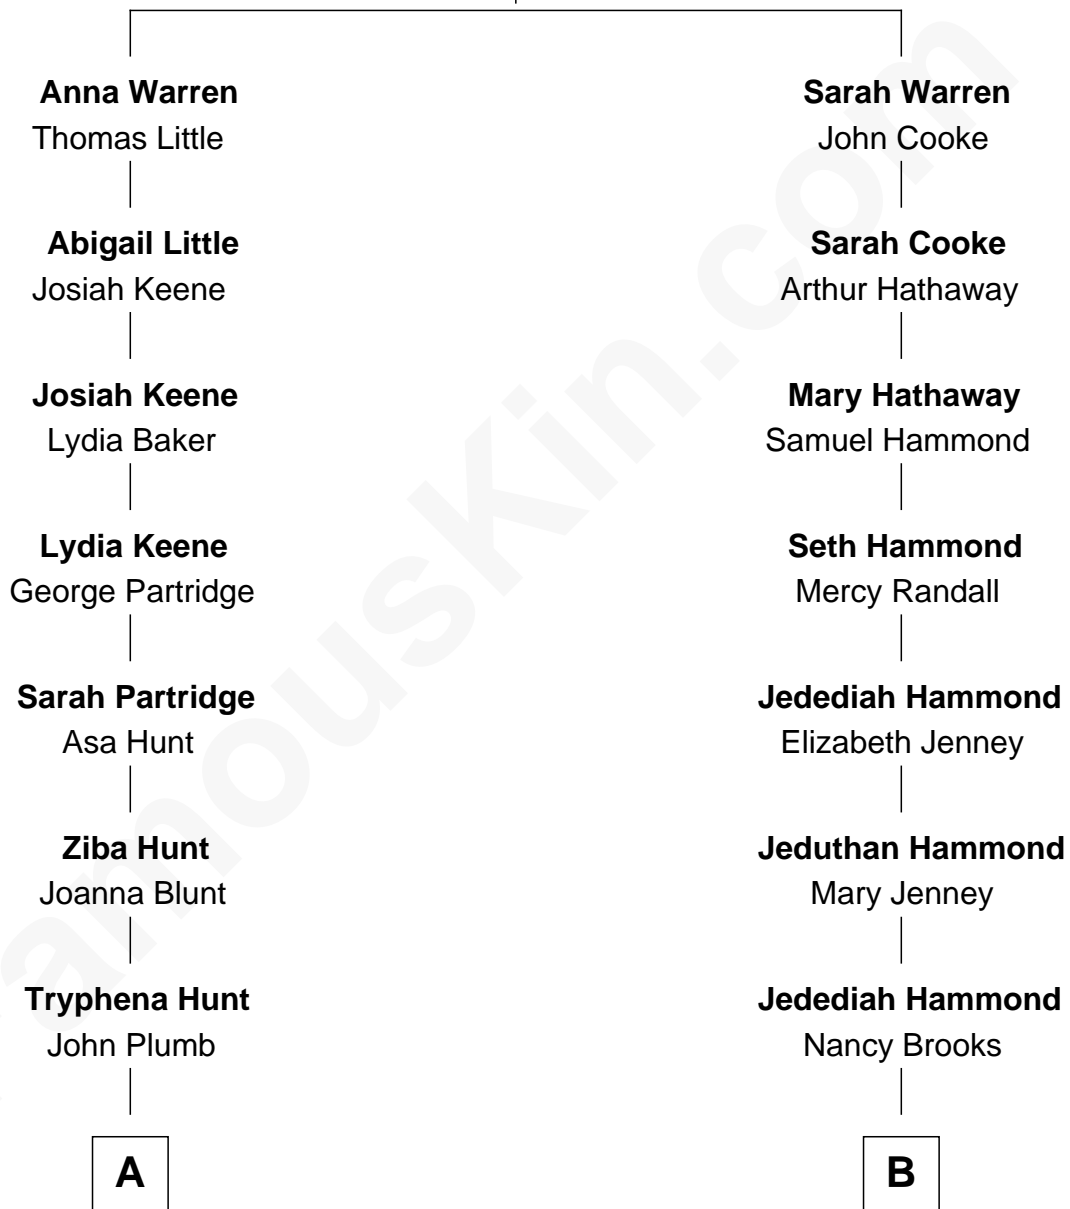 Anna Warren
Thomas Little
Sarah Warren
John Cooke
Abigail Little
Josiah Keene
Sarah Cooke
Arthur Hathaway
Josiah Keene
Lydia Baker
Mary Hathaway
Samuel Hammond
Lydia Keene
George Partridge
Seth Hammond
Mercy Randall
Sarah Partridge
Asa Hunt
Jedediah Hammond
Elizabeth Jenney
Ziba Hunt
Joanna Blunt
Jeduthan Hammond
Mary Jenney
Tryphena Hunt
John Plumb
Jedediah Hammond
Nancy Brooks
A
B
amouskin.com